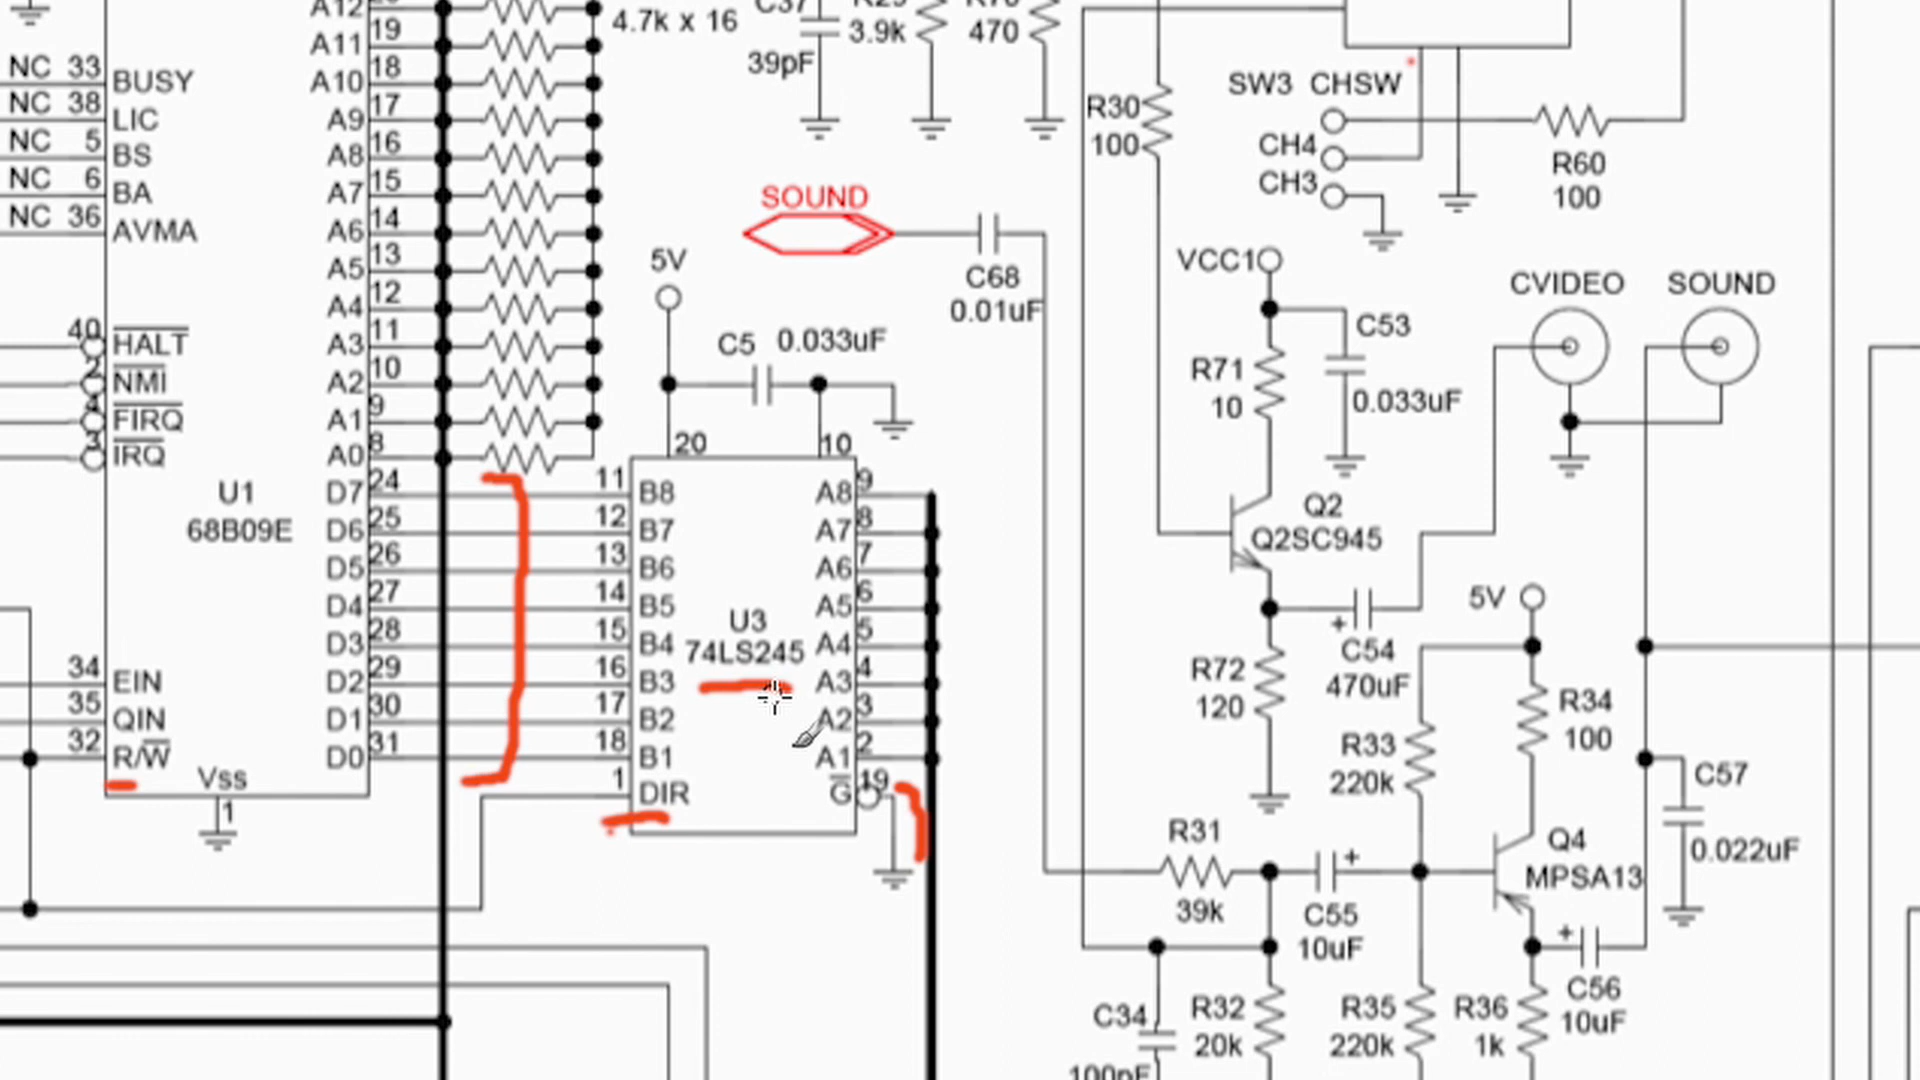 A12
A11 19
NC 33 BUSY A10 18
NC 38 LIC A9 17
NC 5 BS A8 16
NC 6 BA A7 15
NC 36 AVMA A6 14
A5 13
A4 12
40 HALT A3 11
2 NMI A2 10
4 FIRQ A1 9
3 IRQ A0 8
U1
68B09E
D7 24
D6 25
D5 26
D4 27
D3 28
34 EIN D2 29
35 QIN D1 30
32 R/W D0 31
Vss
1
4.7k x 16
C37
39pF
3.9k
470
SOUND
C68
0.01uF
5V
C5 0.033uF
20 10
11 B8 A8 9
12 B7 A7 8
13 B6 A6 7
14 B5 A5 6
15 B4 A4 5
16 B3 A3 4
17 B2 A2 3
18 B1 A1 2
1 DIR G 19
U3
74LS245
R30
100
SW3 CHSW
CH4
CH3
R60
100
VCC1
C53
0.033uF
R71
10
CVIDEO SOUND
Q2
Q2SC945
+
C54
470uF
R72
120
5V
R34
100
R33
220k
C57
0.022uF
Q4
MPSA13
R31
39k
+
C55
10uF
+
C56
10uF
C34
100pF
R32
20k
R35
220k
R36
1k